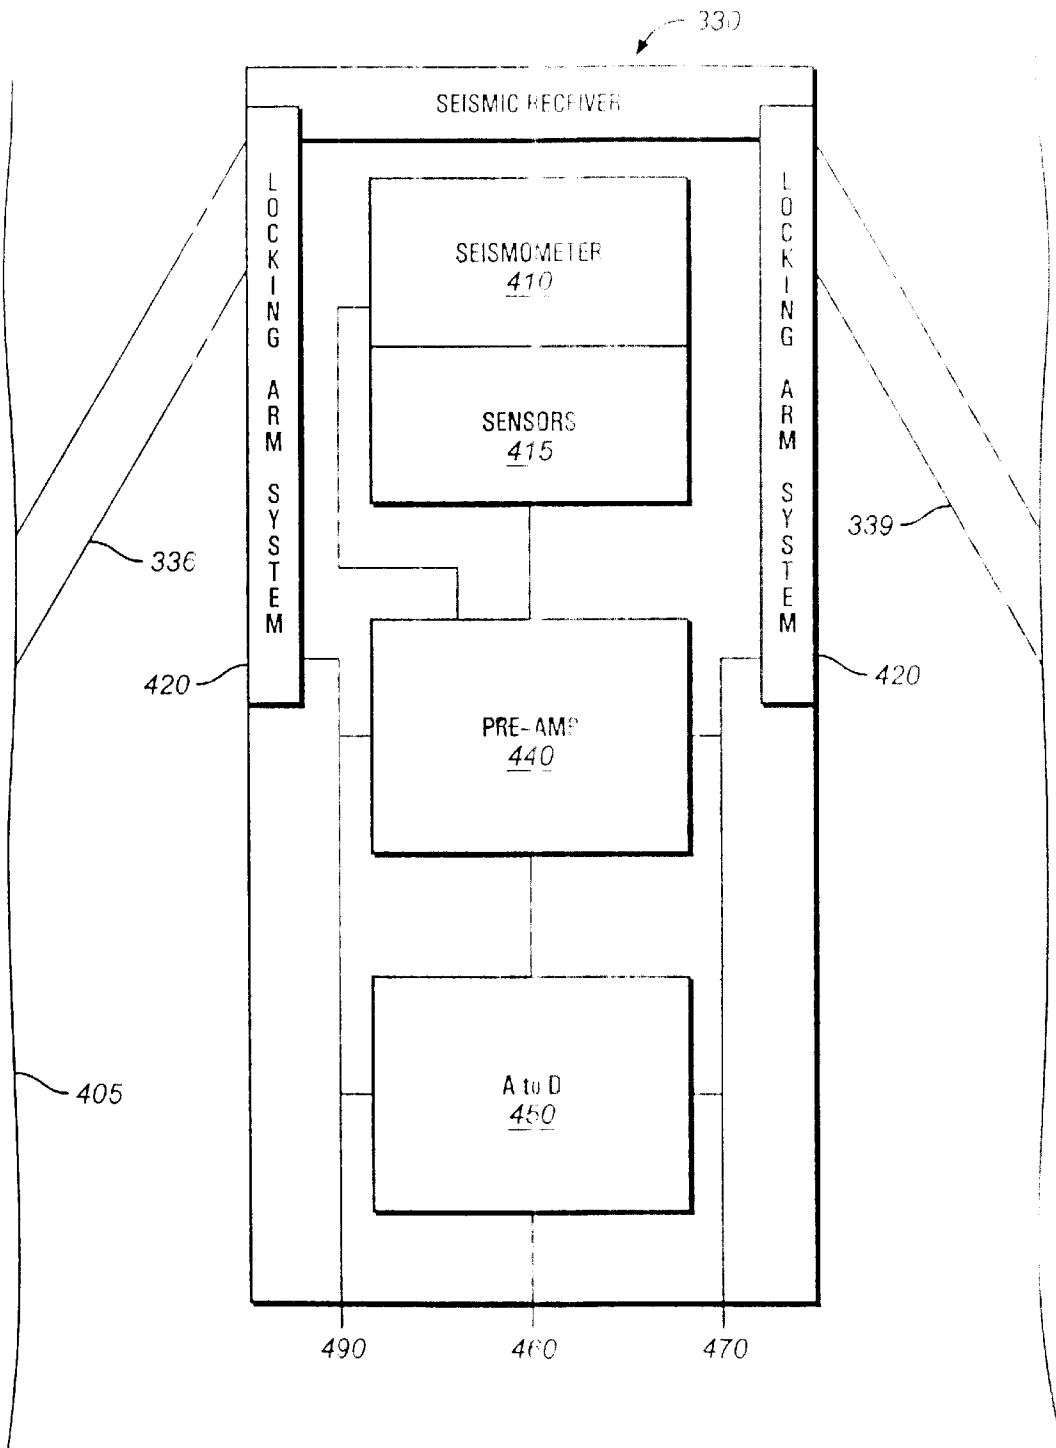 330
SEISMIC RECEIVER
LOCKING ARM SYSTEM
LOCKING ARM SYSTEM
SEISMOMETER
410
SENSORS
415
336
339
420
420
PRE-AMP
440
A to D
450
405
490
460
470